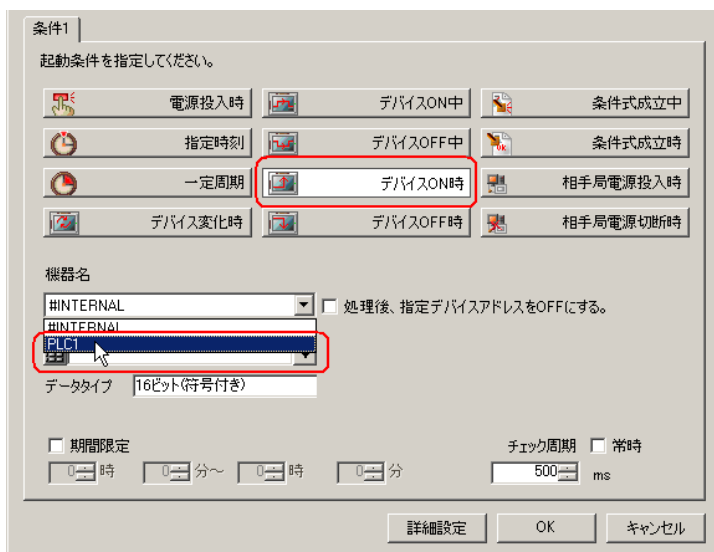 条件1
起動条件を指定してください。
電源投入時 デバイスON中 条件式成立中
指定時刻 デバイスOFF中 条件式成立時
一定周期 デバイスON時 相手局電源投入時
デバイス変化時 デバイスOFF時 相手局電源切断時
機器名
#INTERNAL 処理後、指定デバイスアドレスをOFFにする。
#INTERNAL
PLC1
データタイプ 16ビット(符号付き)
期間限定 チェック周期 常時
0 時 0 分~ 0 時 0 分 500 ms
詳細設定 OK キャンセル